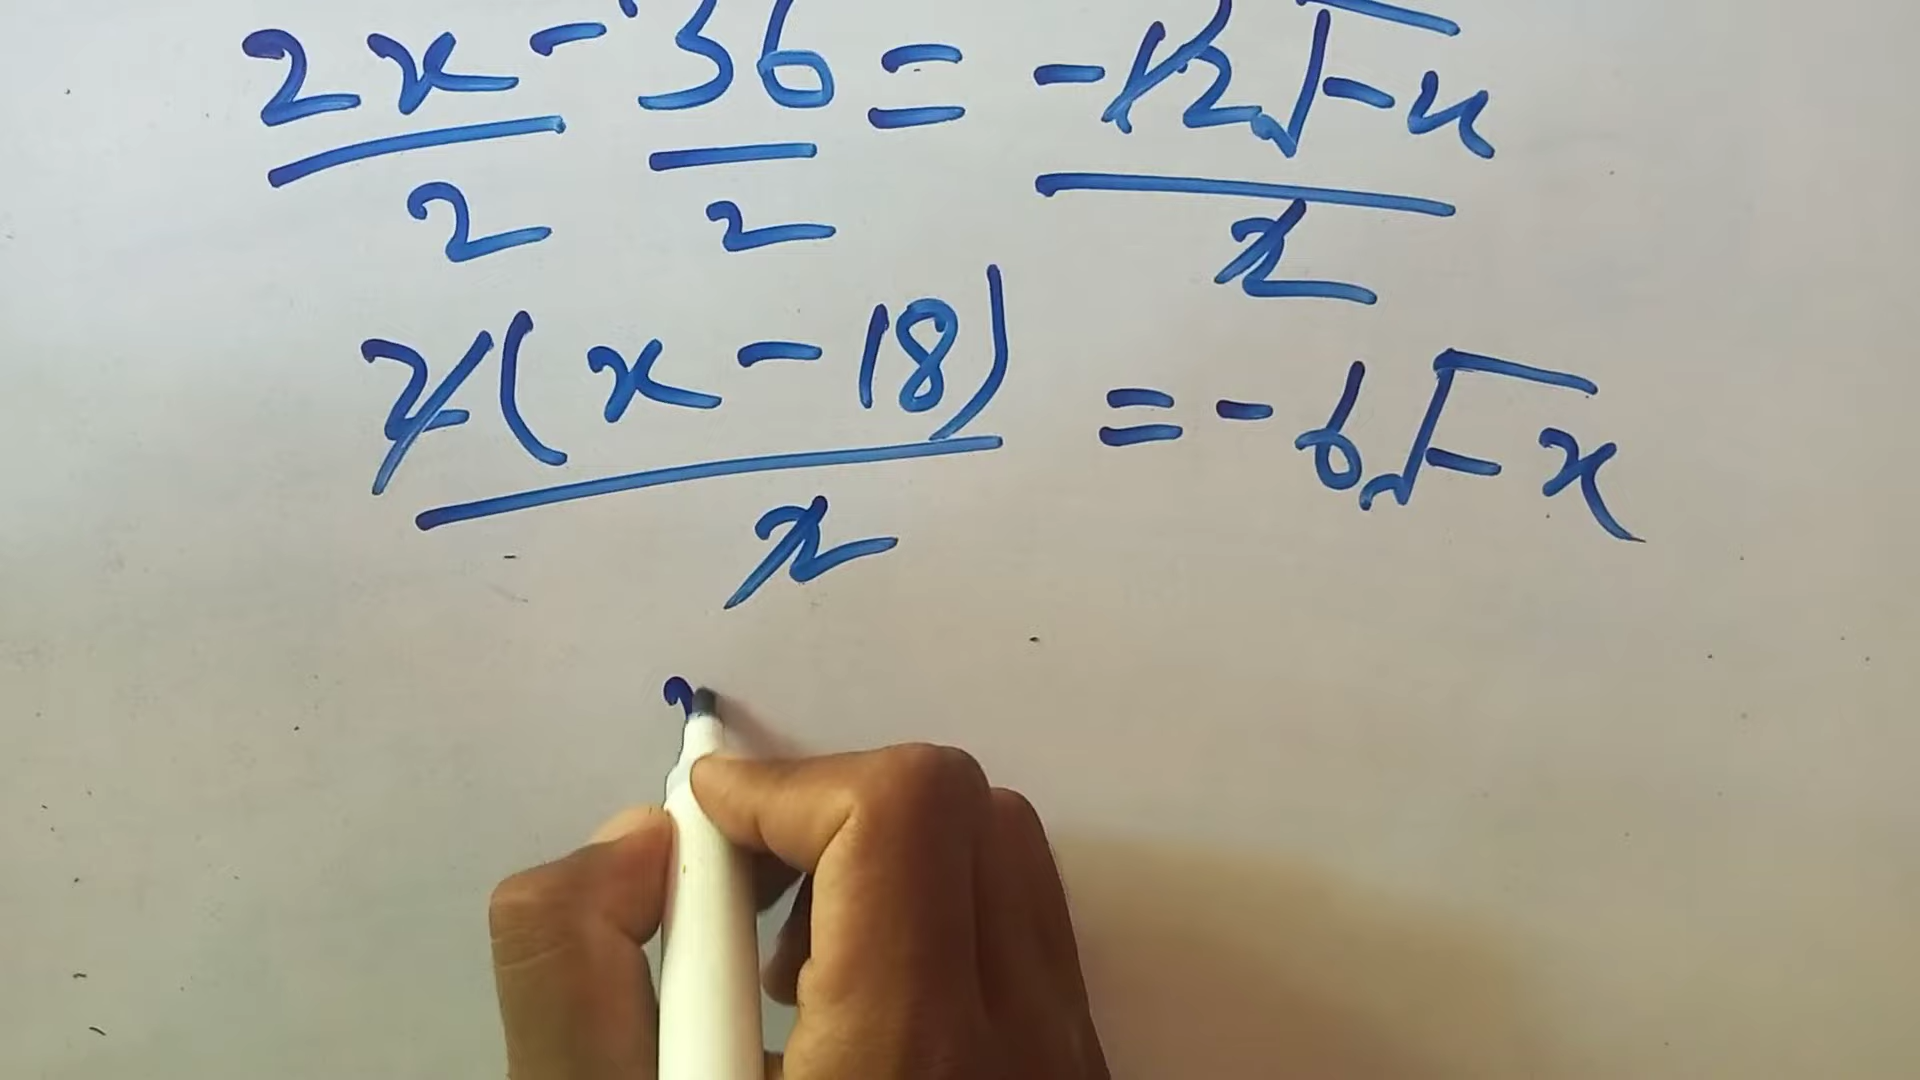 2x - 36 = -12√-x
2 2 2
2(x - 18) = -6√-x
2